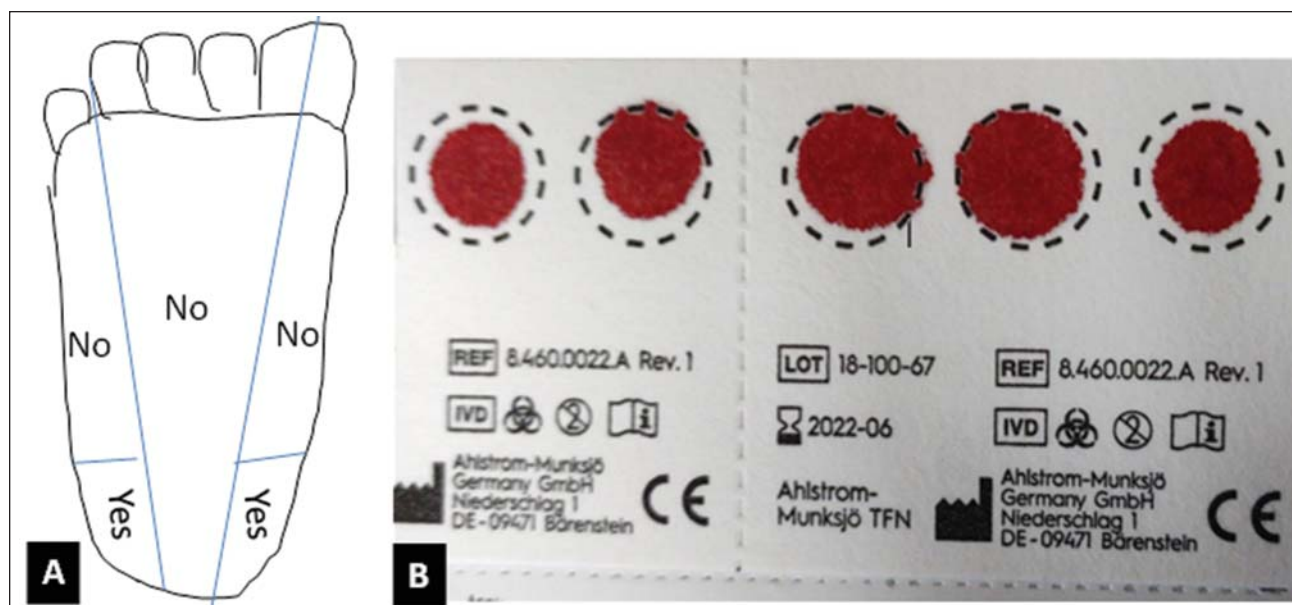 No
No
No
Yes
Yes
A
REF 8.460.0022.A Rev. 1
IVD
Ahlstrom-Munksjö
Germany GmbH
Niederschlag 1
DE-09471 Bärenstein
CE
LOT 18-100-67
2022-06
Ahlstrom-
Munksjö TFN
REF 8.460.0022.A Rev. 1
IVD
Ahlstrom-Munksjö
Germany GmbH
Niederschlag 1
DE-09471 Bärenstein
CE
B